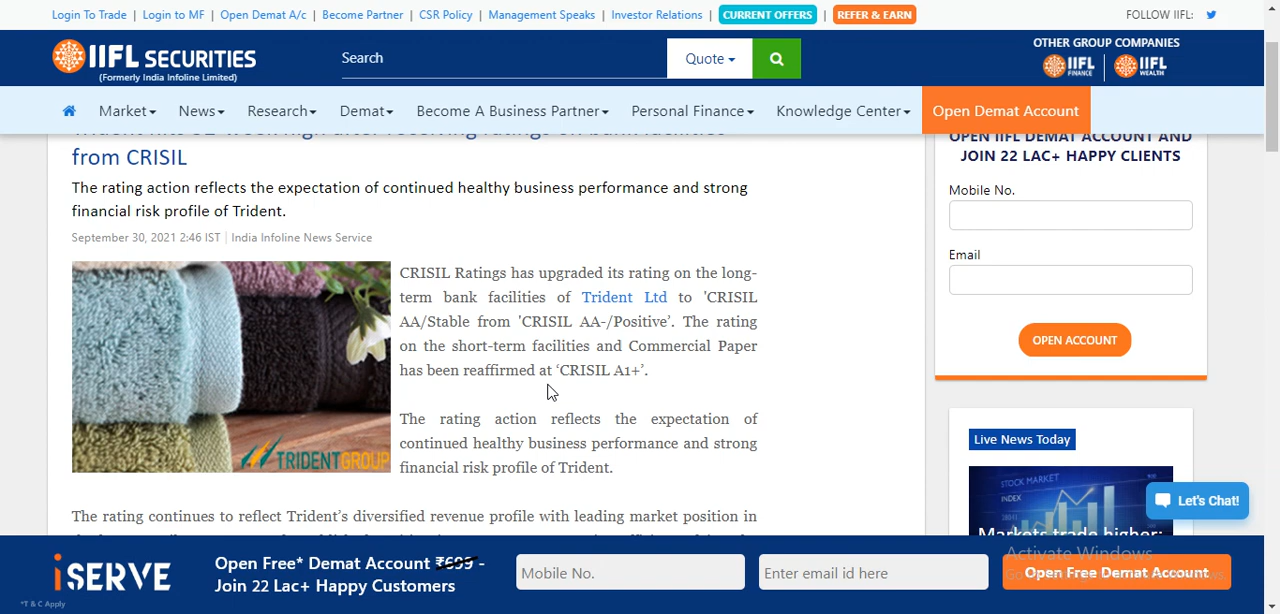 Login To Trade | Login to MF | Open Demat A/c | Become Partner | CSR Policy | Management Speaks | Investor Relations | CURRENT OFFERS | REFER & EARN FOLLOW IIFL:
IIFL SECURITIES
(Formerly India Infoline Limited)
Search
Quote
OTHER GROUP COMPANIES
IIFL FINANCE IIFL WEALTH
Market News Research Demat Become A Business Partner Personal Finance Knowledge Center Open Demat Account
from CRISIL
The rating action reflects the expectation of continued healthy business performance and strong
financial risk profile of Trident.
September 30, 2021 2:46 IST | India Infoline News Service
CRISIL Ratings has upgraded its rating on the long-
term bank facilities of Trident Ltd to 'CRISIL
AA/Stable from 'CRISIL AA-/Positive’. The rating
on the short-term facilities and Commercial Paper
has been reaffirmed at ‘CRISIL A1+’.
The rating action reflects the expectation of
continued healthy business performance and strong
financial risk profile of Trident.
TRIDENTGROUP
The rating continues to reflect Trident’s diversified revenue profile with leading market position in
OPEN IIFL DEMAT ACCOUNT AND
JOIN 22 LAC+ HAPPY CLIENTS
Mobile No.
Email
OPEN ACCOUNT
Live News Today
STOCK MARKET
INDEX
Markets trade higher;
Let's Chat!
Activate Windows
iSERVE
*T & C Apply
Open Free* Demat Account ₹699 -
Join 22 Lac+ Happy Customers
Mobile No.
Enter email id here
Open Free Demat Account